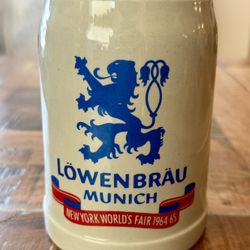 LÖWENBRÄU
MUNICH
NEW YORK WORLD'S FAIR 1964 65